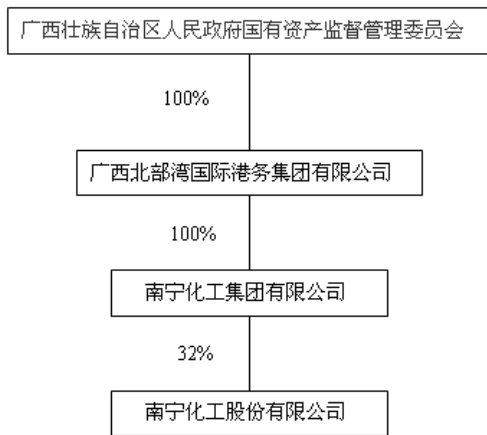 广西壮族自治区人民政府国有资产监督管理委员会
100%
广西北部湾国际港务集团有限公司
100%
南宁化工集团有限公司
32%
南宁化工股份有限公司